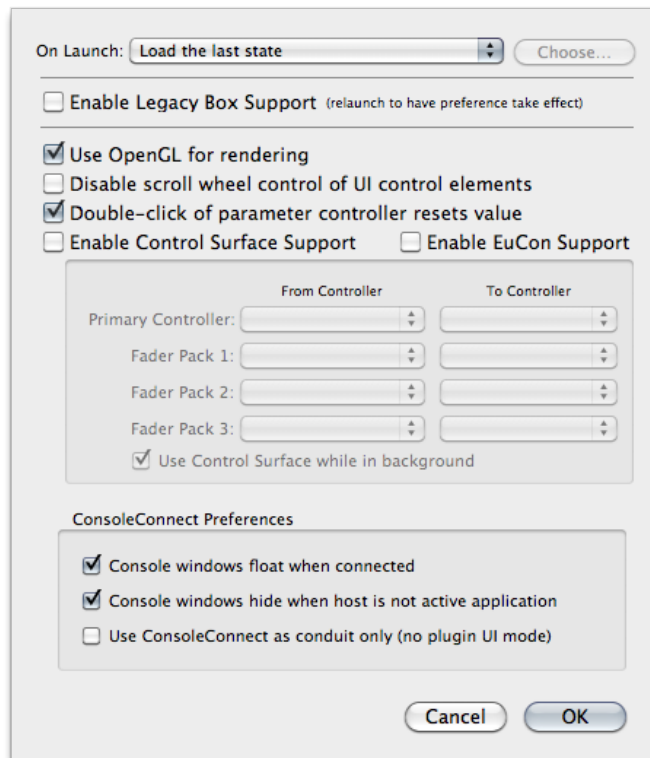 On Launch: Load the last state Choose...
Enable Legacy Box Support (relaunch to have preference take effect)
Use OpenGL for rendering
Disable scroll wheel control of UI control elements
Double-click of parameter controller resets value
Enable Control Surface Support Enable EuCon Support
From Controller To Controller
Primary Controller:
Fader Pack 1:
Fader Pack 2:
Fader Pack 3:
Use Control Surface while in background
ConsoleConnect Preferences
Console windows float when connected
Console windows hide when host is not active application
Use ConsoleConnect as conduit only (no plugin UI mode)
Cancel OK